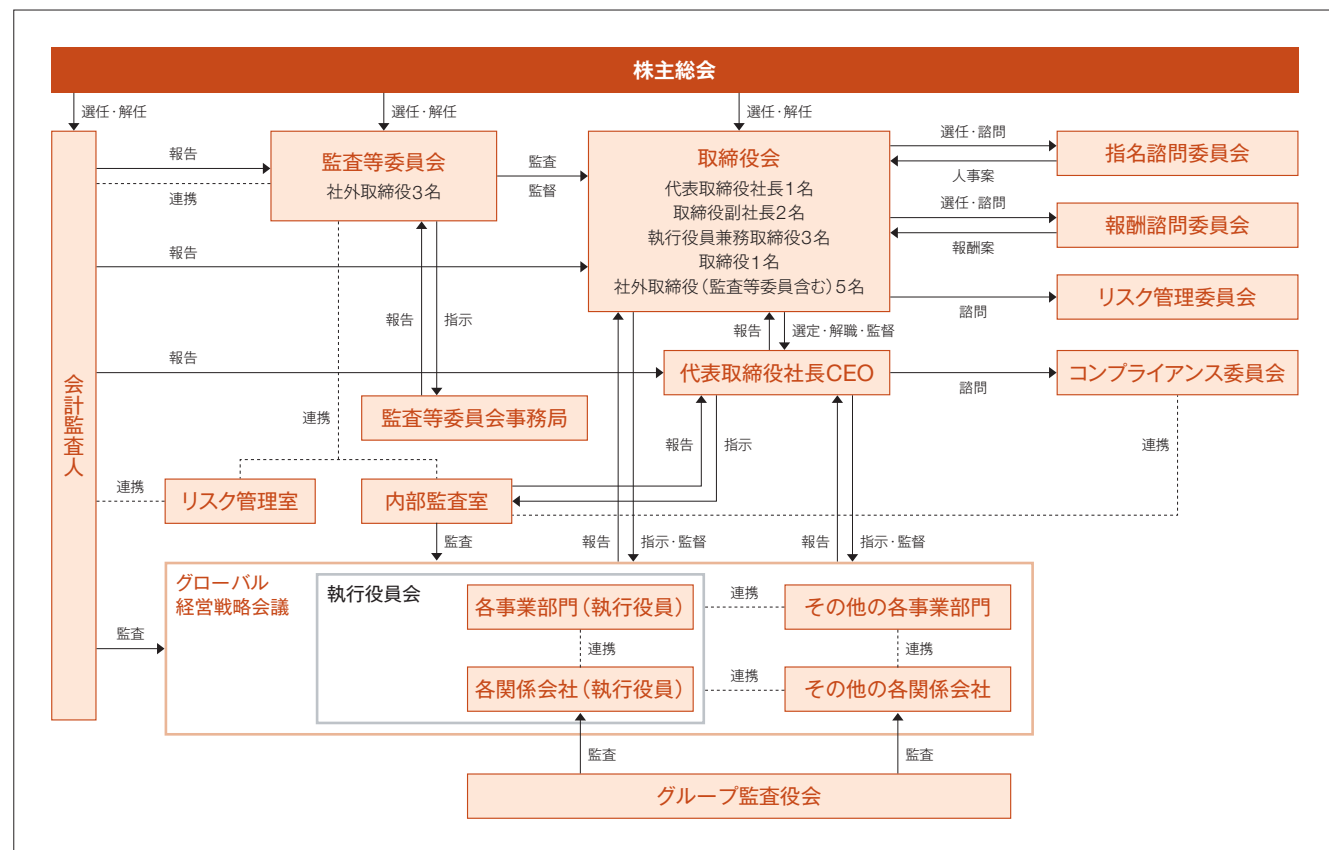 株主総会
選任・解任
選任・解任
選任・解任
会計監査人
報告
連携
監査等委員会
社外取締役3名
監査
監督
取締役会
代表取締役社長1名
取締役副社長2名
執行役員兼務取締役3名
取締役1名
社外取締役(監査等委員含む)5名
選任・諮問
人事案
指名諮問委員会
選任・諮問
報酬案
報酬諮問委員会
諮問
リスク管理委員会
報告
報告
指示
報告
選定・解職・監督
報告
代表取締役社長CEO
諮問
コンプライアンス委員会
監査等委員会事務局
連携
報告
指示
連携
連携
リスク管理室
内部監査室
監査
報告
指示・監督
報告
指示・監督
監査
グローバル
経営戦略会議
執行役員会
各事業部門(執行役員)
連携
その他の各事業部門
連携
連携
各関係会社(執行役員)
連携
その他の各関係会社
監査
監査
グループ監査役会